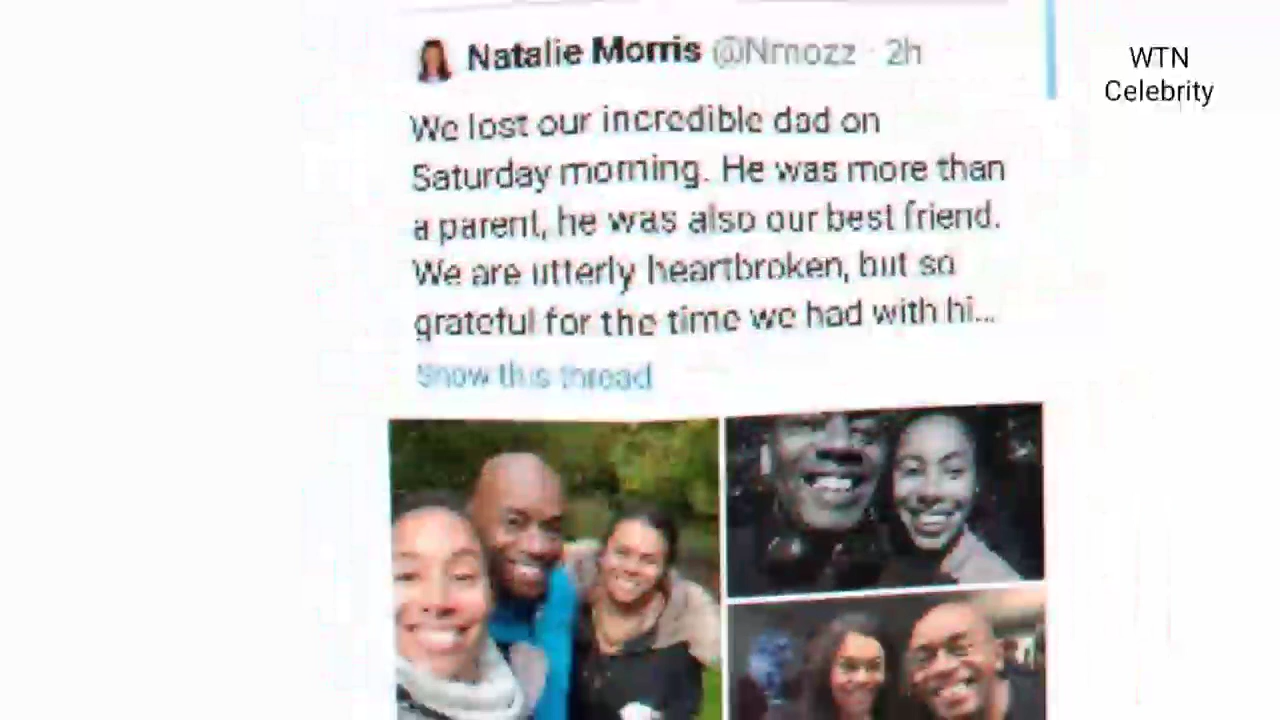 Natalie Morris @Nmozz · 2h
WTN
Celebrity
We lost our incredible dad on
Saturday morning. He was more than
a parent, he was also our best friend.
We are utterly heartbroken, but so
grateful for the time we had with hi...
Show this thread